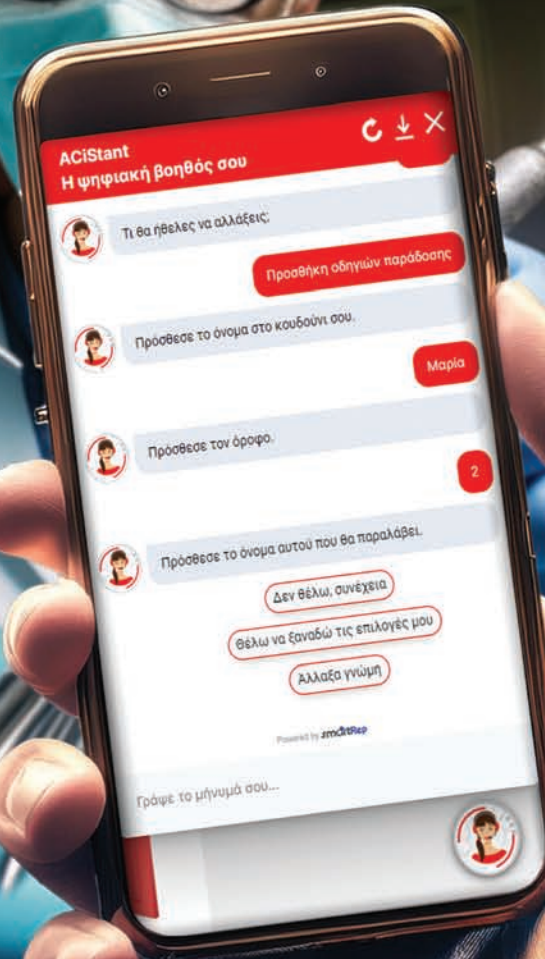 ACiStant
Η ψηφιακή βοηθός σου
Τι θα ήθελες να αλλάξεις;
Προσθήκη οδηγιών παράδοσης
Πρόσθεσε το όνομα στο κουδούνι σου.
Μαρία
Πρόσθεσε τον όροφο.
2
Πρόσθεσε το όνομα αυτού που θα παραλάβει.
Δεν θέλω, συνέχεια
Θέλω να ξαναδώ τις επιλογές μου
Άλλαξα γνώμη
Powered by smartRep
Γράψε το μήνυμά σου...